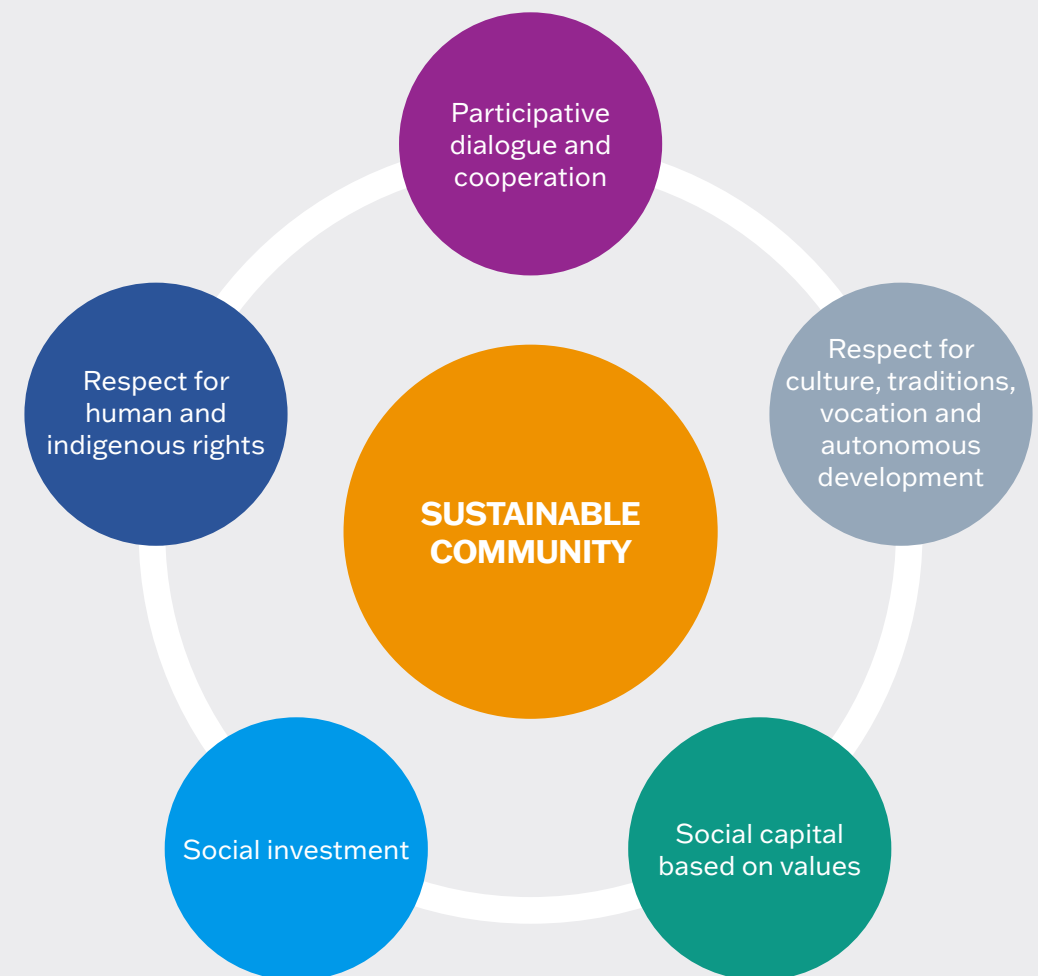 Participative
dialogue and
cooperation
Respect for
culture, traditions,
vocation and
autonomous
development
Respect for
human and
indigenous rights
SUSTAINABLE
COMMUNITY
Social investment
Social capital
based on values